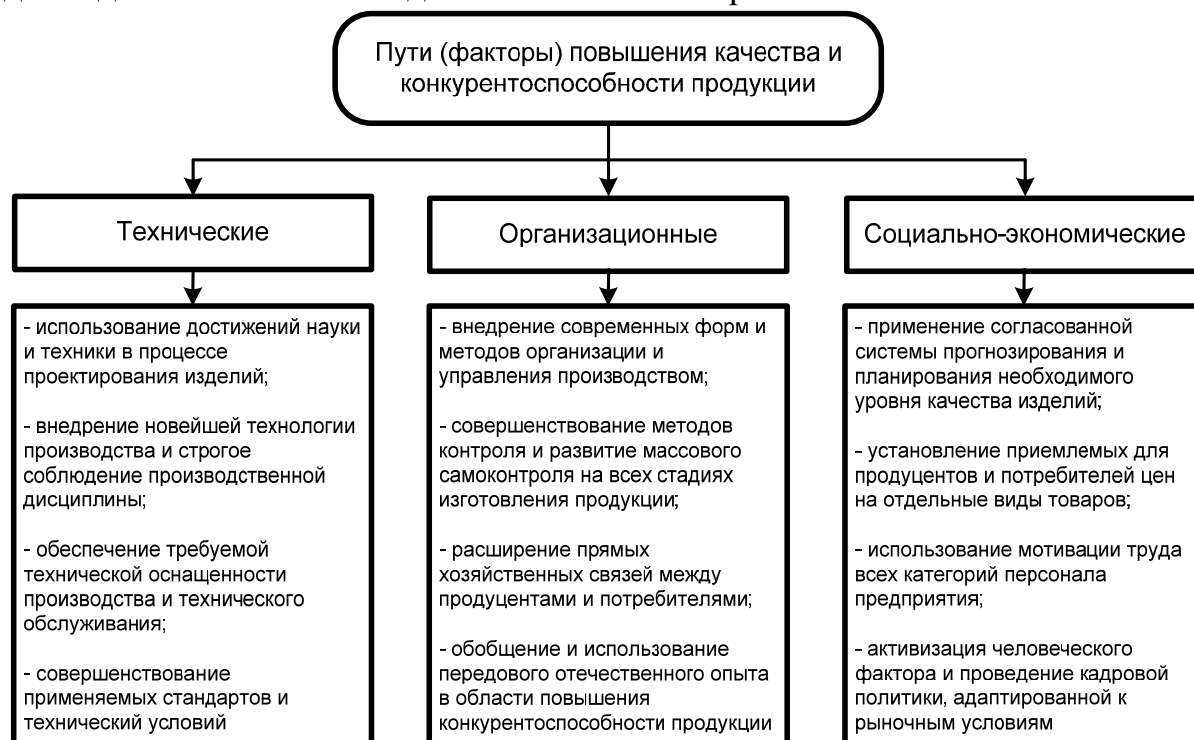 Пути (факторы) повышения качества и
конкурентоспособности продукции
Технические
Организационные
Социально-экономические
- использование достижений науки
и техники в процессе
проектирования изделий;
- внедрение новейшей технологии
производства и строгое
соблюдение производственной
дисциплины;
- обеспечение требуемой
технической оснащенности
производства и технического
обслуживания;
- совершенствование
применяемых стандартов и
технический условий
- внедрение современных форм и
методов организации и
управления производством;
- совершенствование методов
контроля и развитие массового
самоконтроля на всех стадиях
изготовления продукции;
- расширение прямых
хозяйственных связей между
продуцентами и потребителями;
- обобщение и использование
передового отечественного опыта
в области повышения
конкурентоспособности продукции
- применение согласованной
системы прогнозирования и
планирования необходимого
уровня качества изделий;
- установление приемлемых для
продуцентов и потребителей цен
на отдельные виды товаров;
- использование мотивации труда
всех категорий персонала
предприятия;
- активизация человеческого
фактора и проведение кадровой
политики, адаптированной к
рыночным условиям